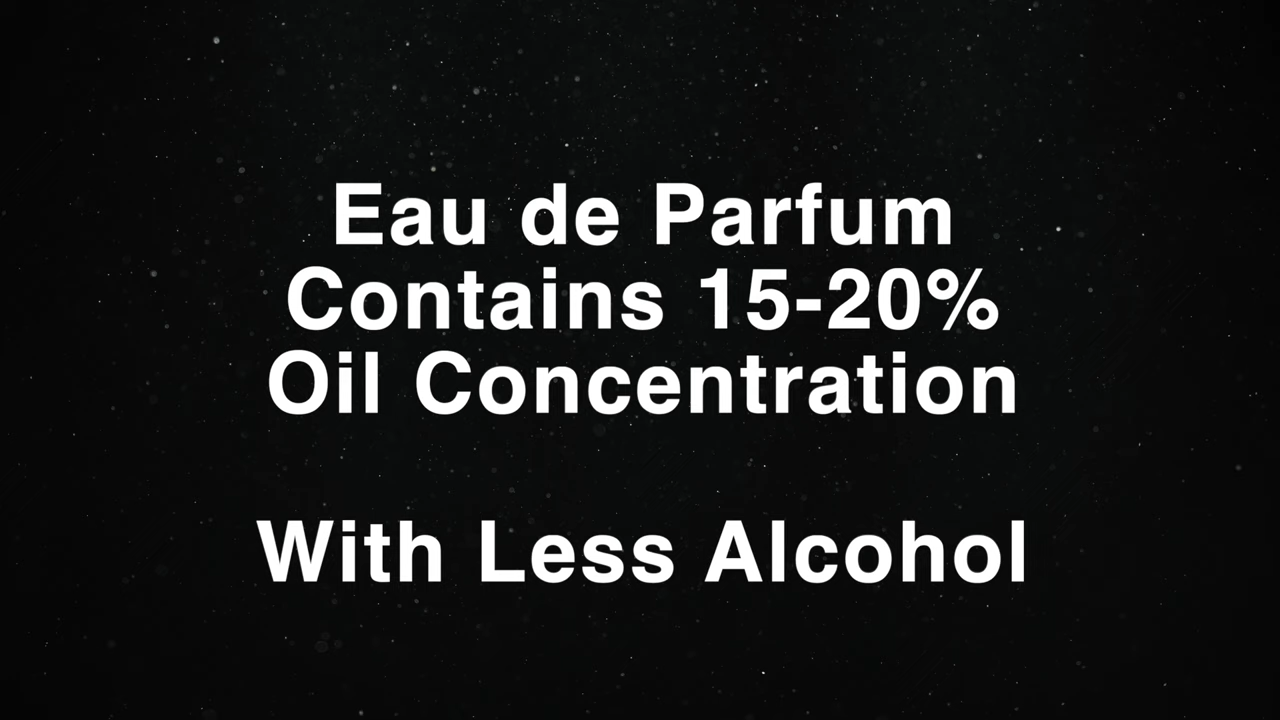 Eau de Parfum
Contains 15-20%
Oil Concentration
With Less Alcohol